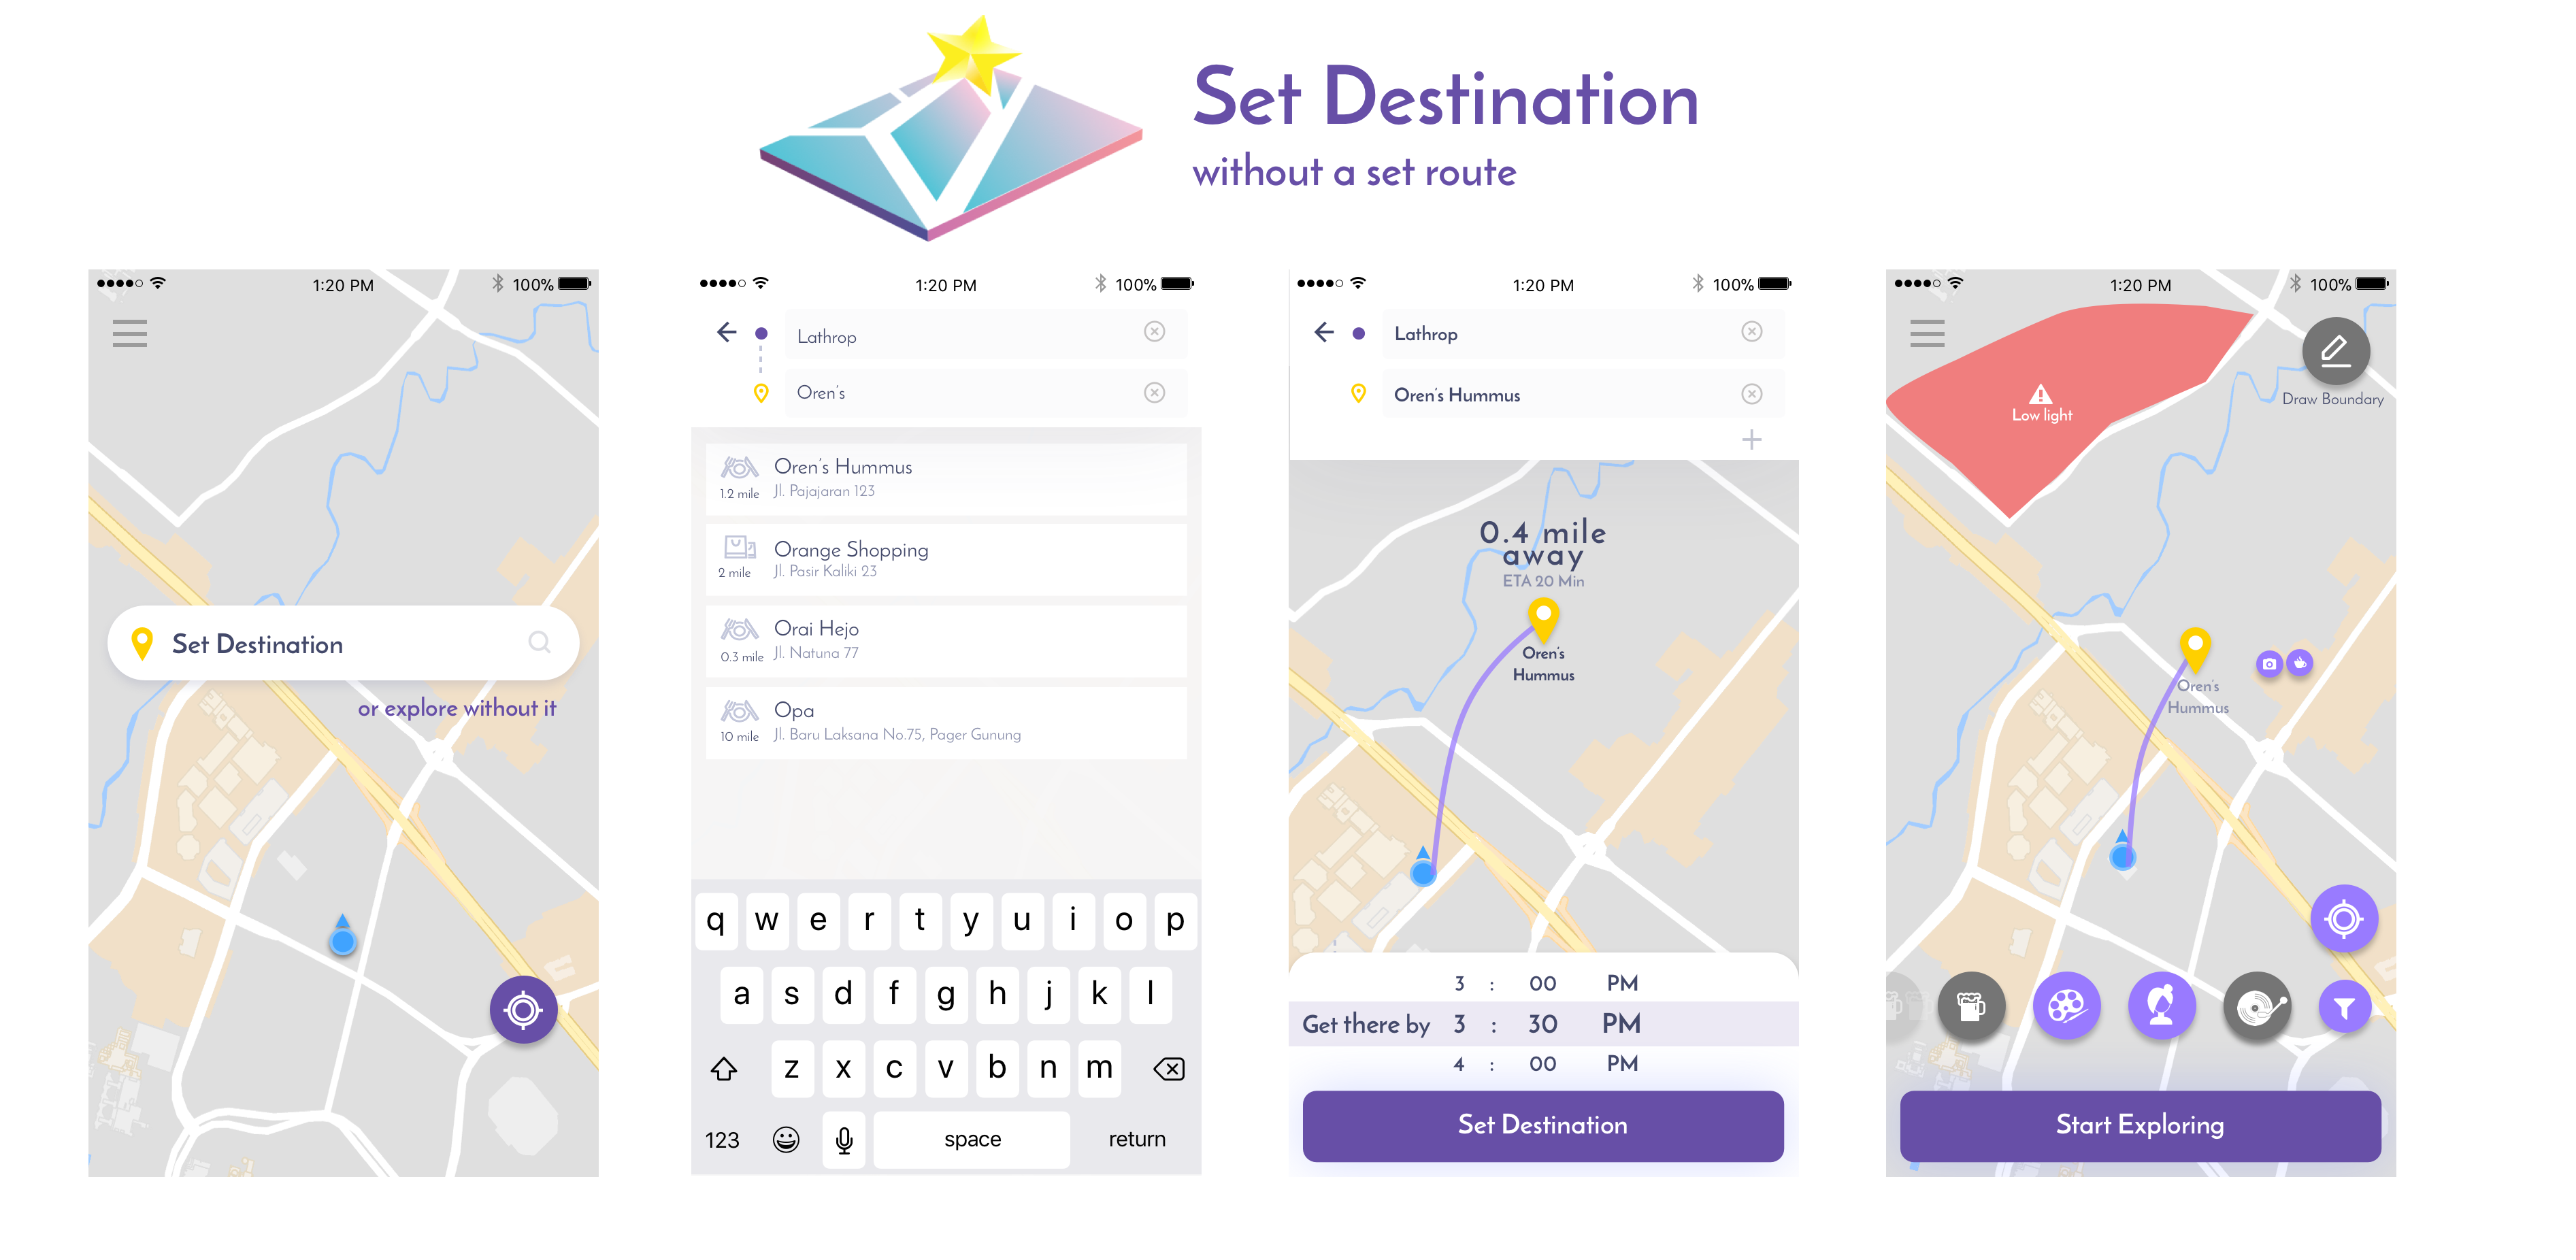 Set Destination
without a set route
1:20 PM
100%
Set Destination
or explore without it
1:20 PM
100%
Lathrop
Oren's
Oren's Hummus
1.2 mile
Jl. Pajajaran 123
Orange Shopping
2 mile
Jl. Pasir Kaliki 23
Orai Hejo
0.3 mile
Jl. Natuna 77
Opa
10 mile
Jl. Baru Laksana No.75, Pager Gunung
q w e r t y u i o p
a s d f g h j k l
z x c v b n m
123
space
return
1:20 PM
100%
Lathrop
Oren's Hummus
0.4 mile
away
ETA 20 Min
Oren's
Hummus
3 : 00 PM
Get there by 3 : 30 PM
4 : 00 PM
Set Destination
1:20 PM
100%
Low light
Draw Boundary
Oren's
Hummus
Start Exploring